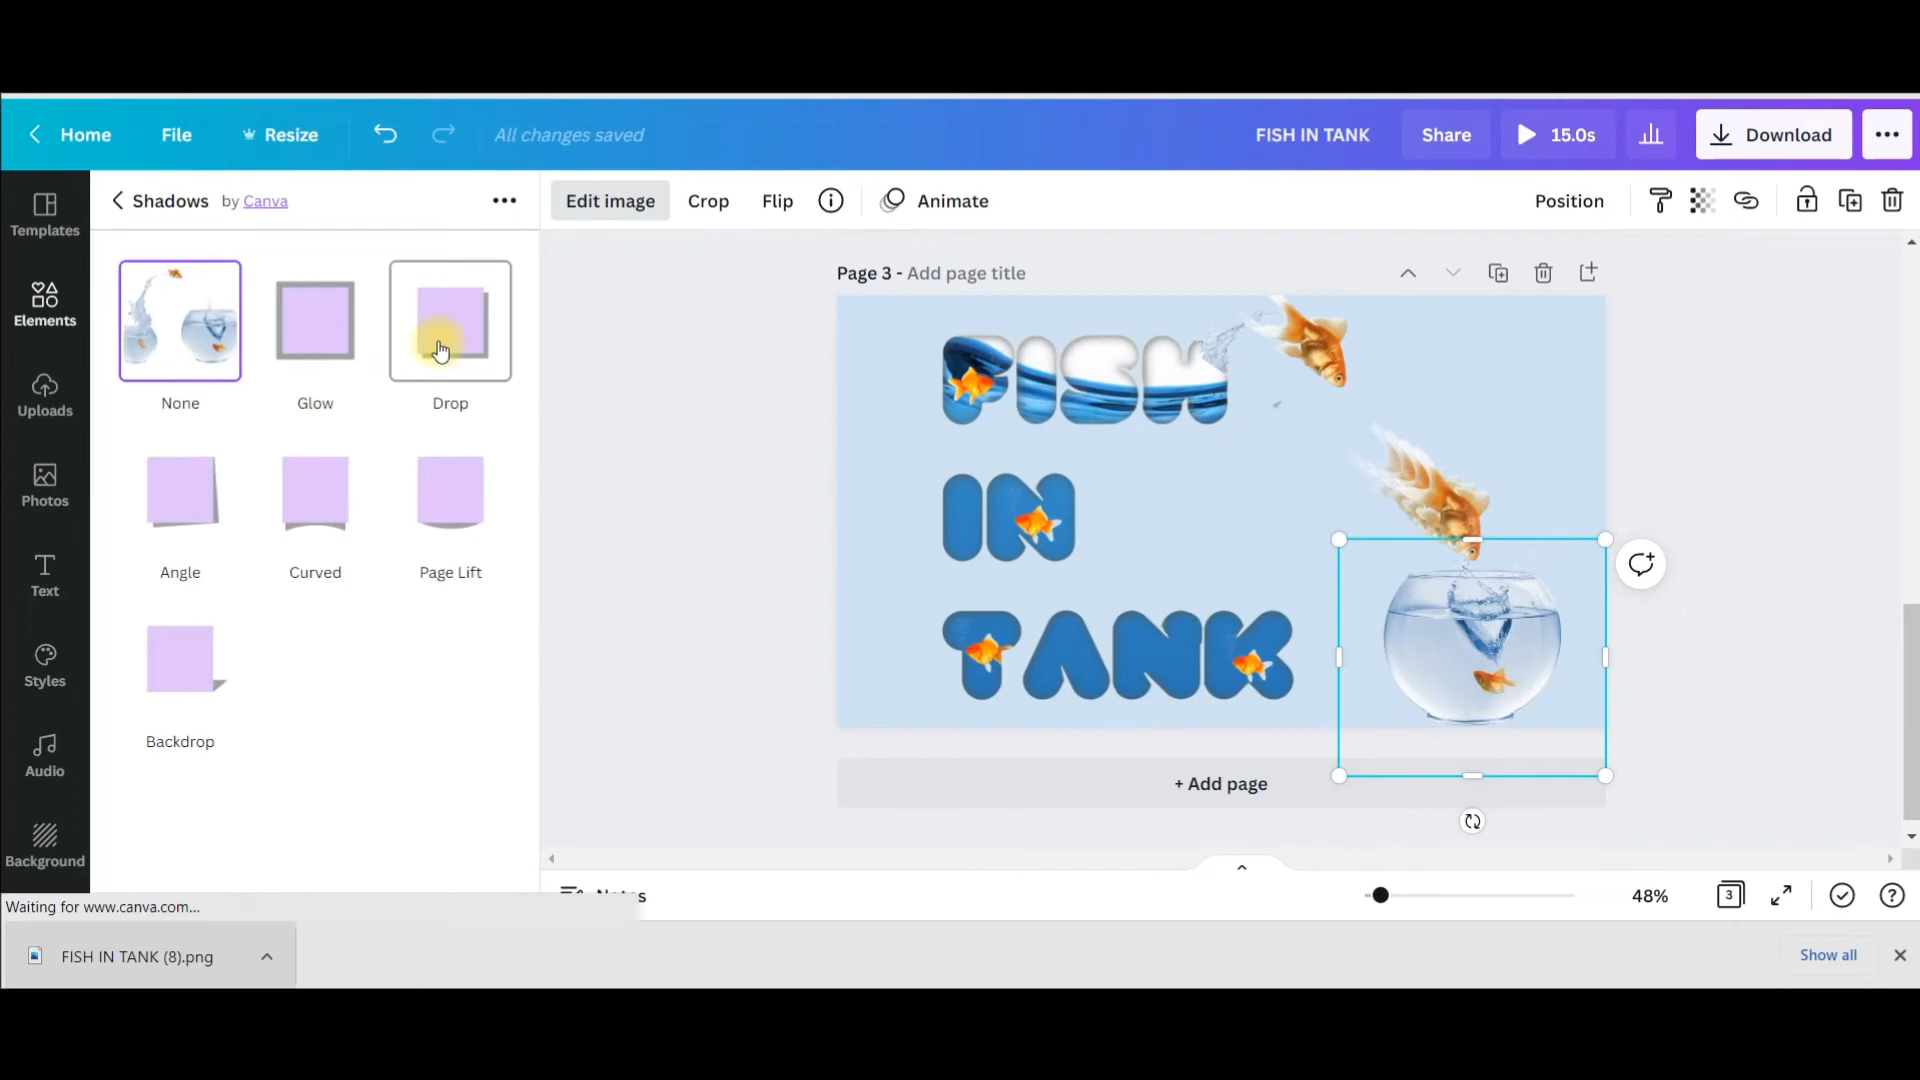 Home
File
Resize
All changes saved
FISH IN TANK
Share
15.0s
Download
Templates
Elements
Uploads
Photos
Text
Styles
Audio
Background
Shadows by Canva
None
Glow
Drop
Angle
Curved
Page Lift
Backdrop
Edit image
Crop
Flip
Animate
Position
Page 3 - Add page title
FISH
IN
TANK
+ Add page
Notes
48%
3
Waiting for www.canva.com...
FISH IN TANK (8).png
Show all